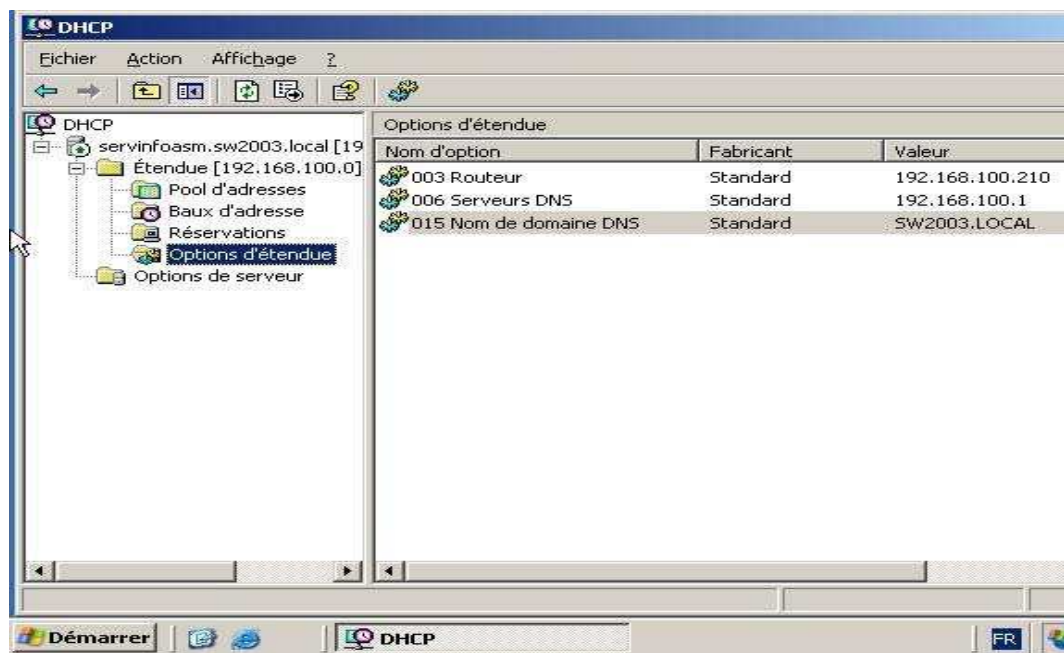 DHCP
Fichier Action Affichage ?
DHCP
servinfoasm.sw2003.local [19
Étendue [192.168.100.0]
Pool d'adresses
Baux d'adresse
Réservations
Options d'étendue
Options de serveur
Options d'étendue
Nom d'option Fabricant Valeur
003 Routeur Standard 192.168.100.210
006 Serveurs DNS Standard 192.168.100.1
015 Nom de domaine DNS Standard SW2003.LOCAL
Démarrer DHCP FR